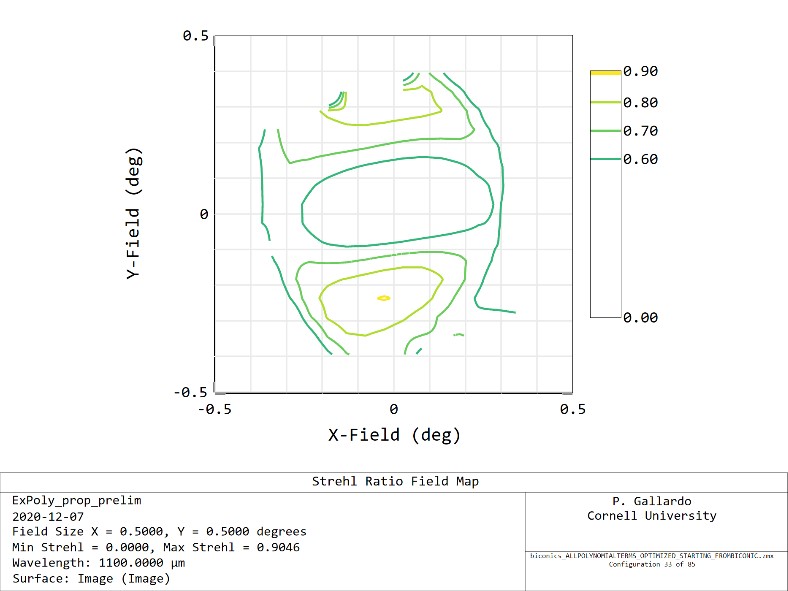 0.5
0
-0.5
Y-Field (deg)
-0.5
0
0.5
X-Field (deg)
0.90
0.80
0.70
0.60
0.00
Strehl Ratio Field Map
ExPoly_prop_prelim
2020-12-07
Field Size X = 0.5000, Y = 0.5000 degrees
Min Strehl = 0.0000, Max Strehl = 0.9046
Wavelength: 1100.0000 µm
Surface: Image (Image)
P. Gallardo
Cornell University
biconics_ALLPOLYNOMIALTERMS_OPTIMIZED_STARTING_FROMBICONIC.zmx
Configuration 33 of 85